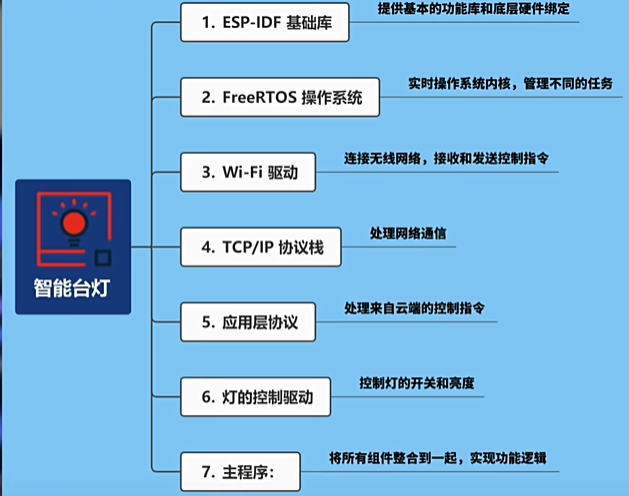 1. ESP-IDF 基础库
提供基本的功能库和底层硬件绑定
2. FreeRTOS 操作系统
实时操作系统内核，管理不同的任务
3. Wi-Fi 驱动
连接无线网络，接收和发送控制指令
4. TCP/IP 协议栈
处理网络通信
智能台灯
5. 应用层协议
处理来自云端的控制指令
6. 灯的控制驱动
控制灯的开关和亮度
7. 主程序：
将所有组件整合到一起，实现功能逻辑